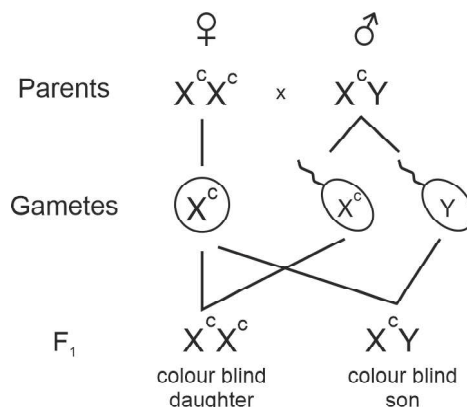 ♀ ♂
Parents XᶜXᶜ x XᶜY
Gametes Xᶜ Xᶜ Y
F₁ XᶜXᶜ XᶜY
colour blind colour blind
daughter son